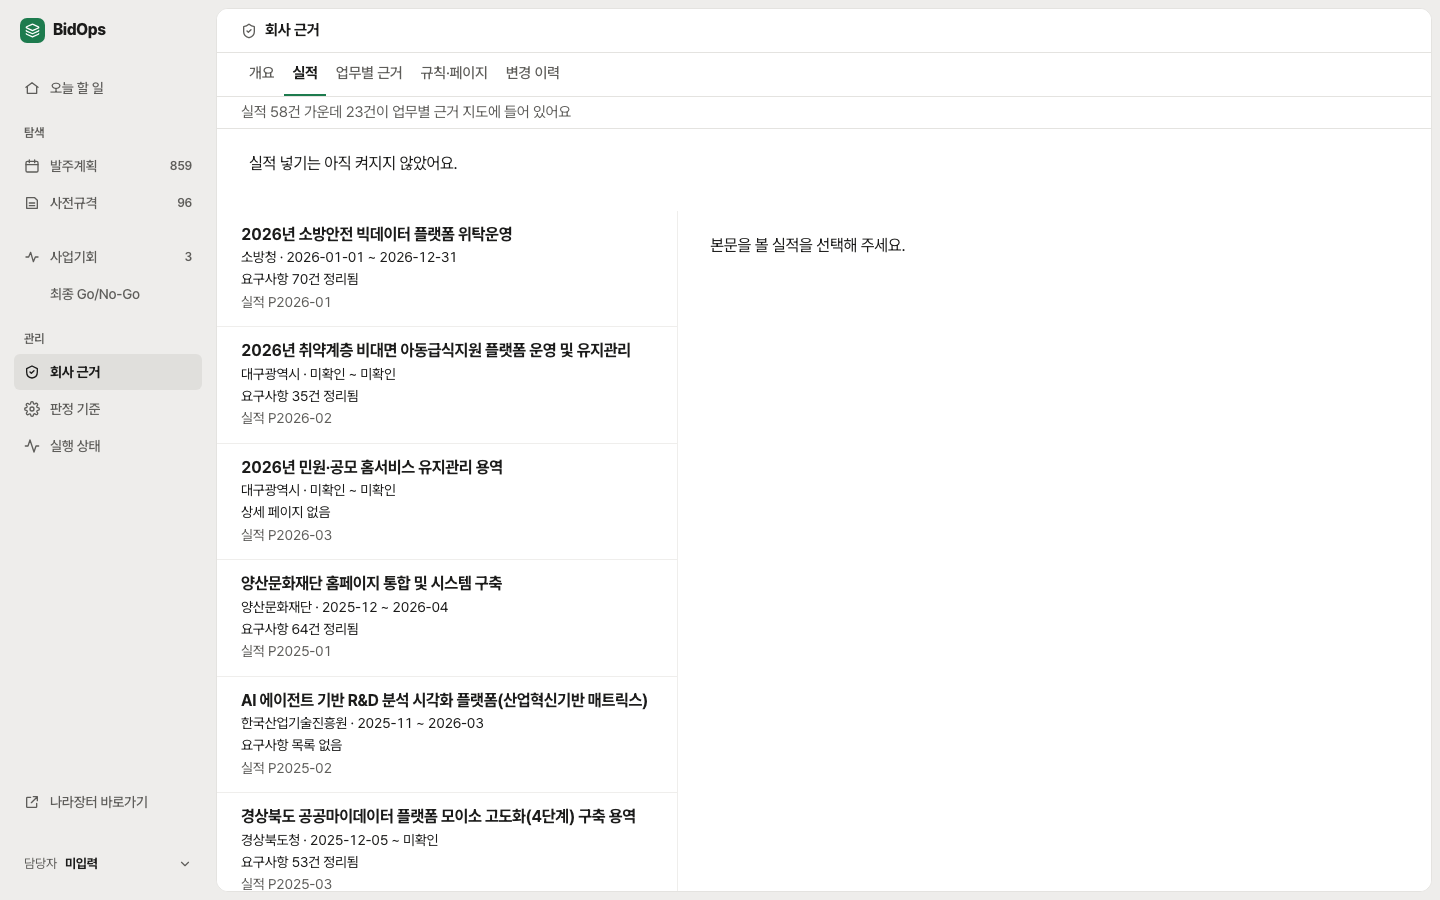 BidOps
오늘 할 일
탐색
발주계획 859
사전규격 96
사업기회 3
최종 Go/No-Go
관리
회사 근거
판정 기준
실행 상태
나라장터 바로가기
담당자 미입력
회사 근거
개요 실적 업무별 근거 규칙·페이지 변경 이력
실적 58건 가운데 23건이 업무별 근거 지도에 들어 있어요
실적 넣기는 아직 켜지지 않았어요.
2026년 소방안전 빅데이터 플랫폼 위탁운영
소방청 · 2026-01-01 ~ 2026-12-31
요구사항 70건 정리됨
실적 P2026-01
2026년 취약계층 비대면 아동급식지원 플랫폼 운영 및 유지관리
대구광역시 · 미확인 ~ 미확인
요구사항 35건 정리됨
실적 P2026-02
2026년 민원·공모 홈서비스 유지관리 용역
대구광역시 · 미확인 ~ 미확인
상세 페이지 없음
실적 P2026-03
양산문화재단 홈페이지 통합 및 시스템 구축
양산문화재단 · 2025-12 ~ 2026-04
요구사항 64건 정리됨
실적 P2025-01
AI 에이전트 기반 R&D 분석 시각화 플랫폼(산업혁신기반 매트릭스)
한국산업기술진흥원 · 2025-11 ~ 2026-03
요구사항 목록 없음
실적 P2025-02
경상북도 공공마이데이터 플랫폼 모이소 고도화(4단계) 구축 용역
경상북도청 · 2025-12-05 ~ 미확인
요구사항 53건 정리됨
실적 P2025-03
본문을 볼 실적을 선택해 주세요.